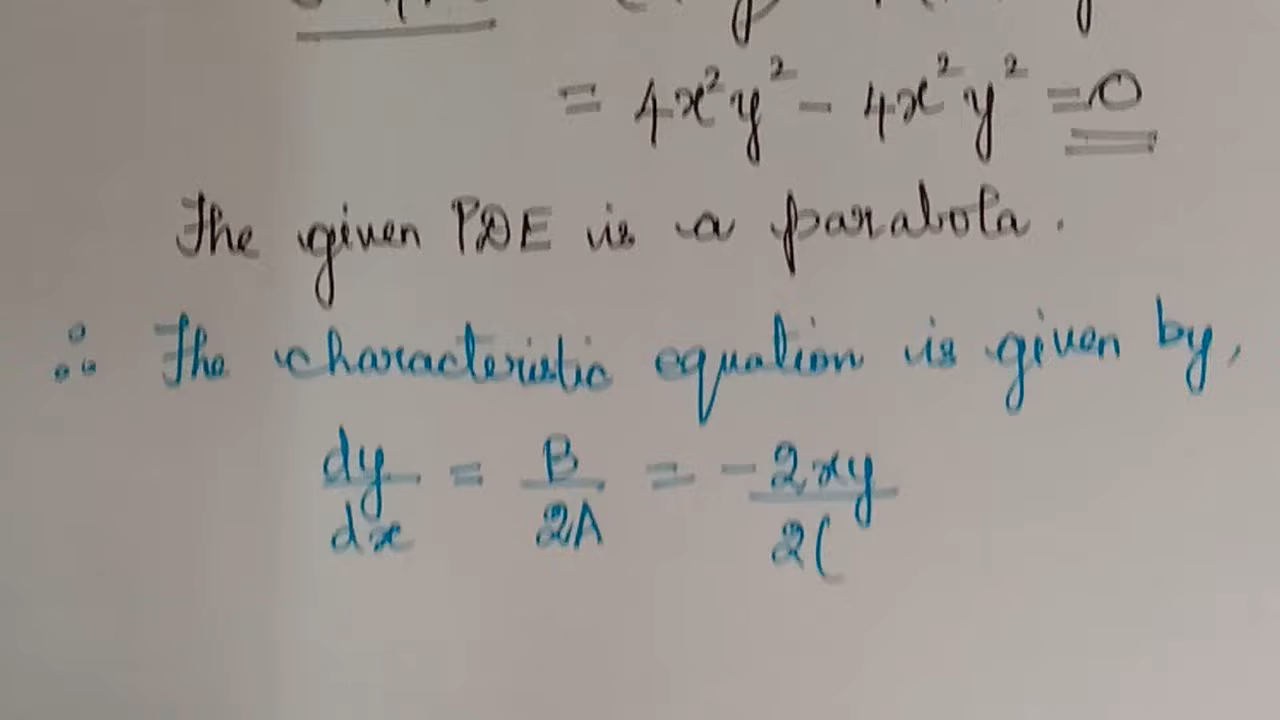 = 4x²y² - 4x²y² = 0
The given PDE is a parabola.
∴ The characteristic equation is given by,
dy/dx = B/2A = -2xy/2(